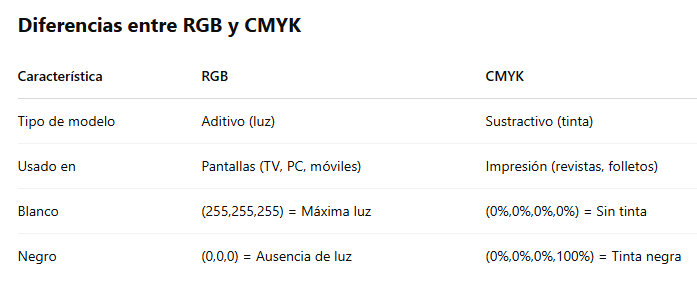 Diferencias entre RGB y CMYK
Característica RGB CMYK
Tipo de modelo Aditivo (luz) Sustractivo (tinta)
Usado en Pantallas (TV, PC, móviles) Impresión (revistas, folletos)
Blanco (255,255,255) = Máxima luz (0%,0%,0%,0%) = Sin tinta
Negro (0,0,0) = Ausencia de luz (0%,0%,0%,100%) = Tinta negra